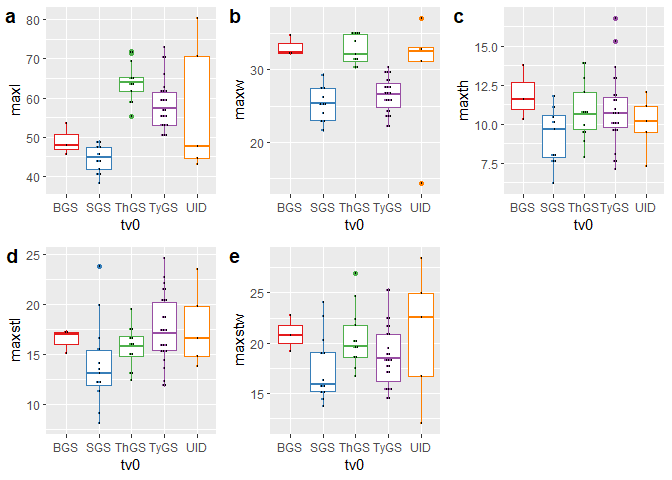 a
maxl
80
70
60
50
40
BGS SGS ThGS TyGS UID
tv0
b
maxw
30
20
BGS SGS ThGS TyGS UID
tv0
c
maxth
15.0
12.5
10.0
7.5
BGS SGS ThGS TyGS UID
tv0
d
maxstl
25
20
15
10
BGS SGS ThGS TyGS UID
tv0
e
maxstw
25
20
15
BGS SGS ThGS TyGS UID
tv0